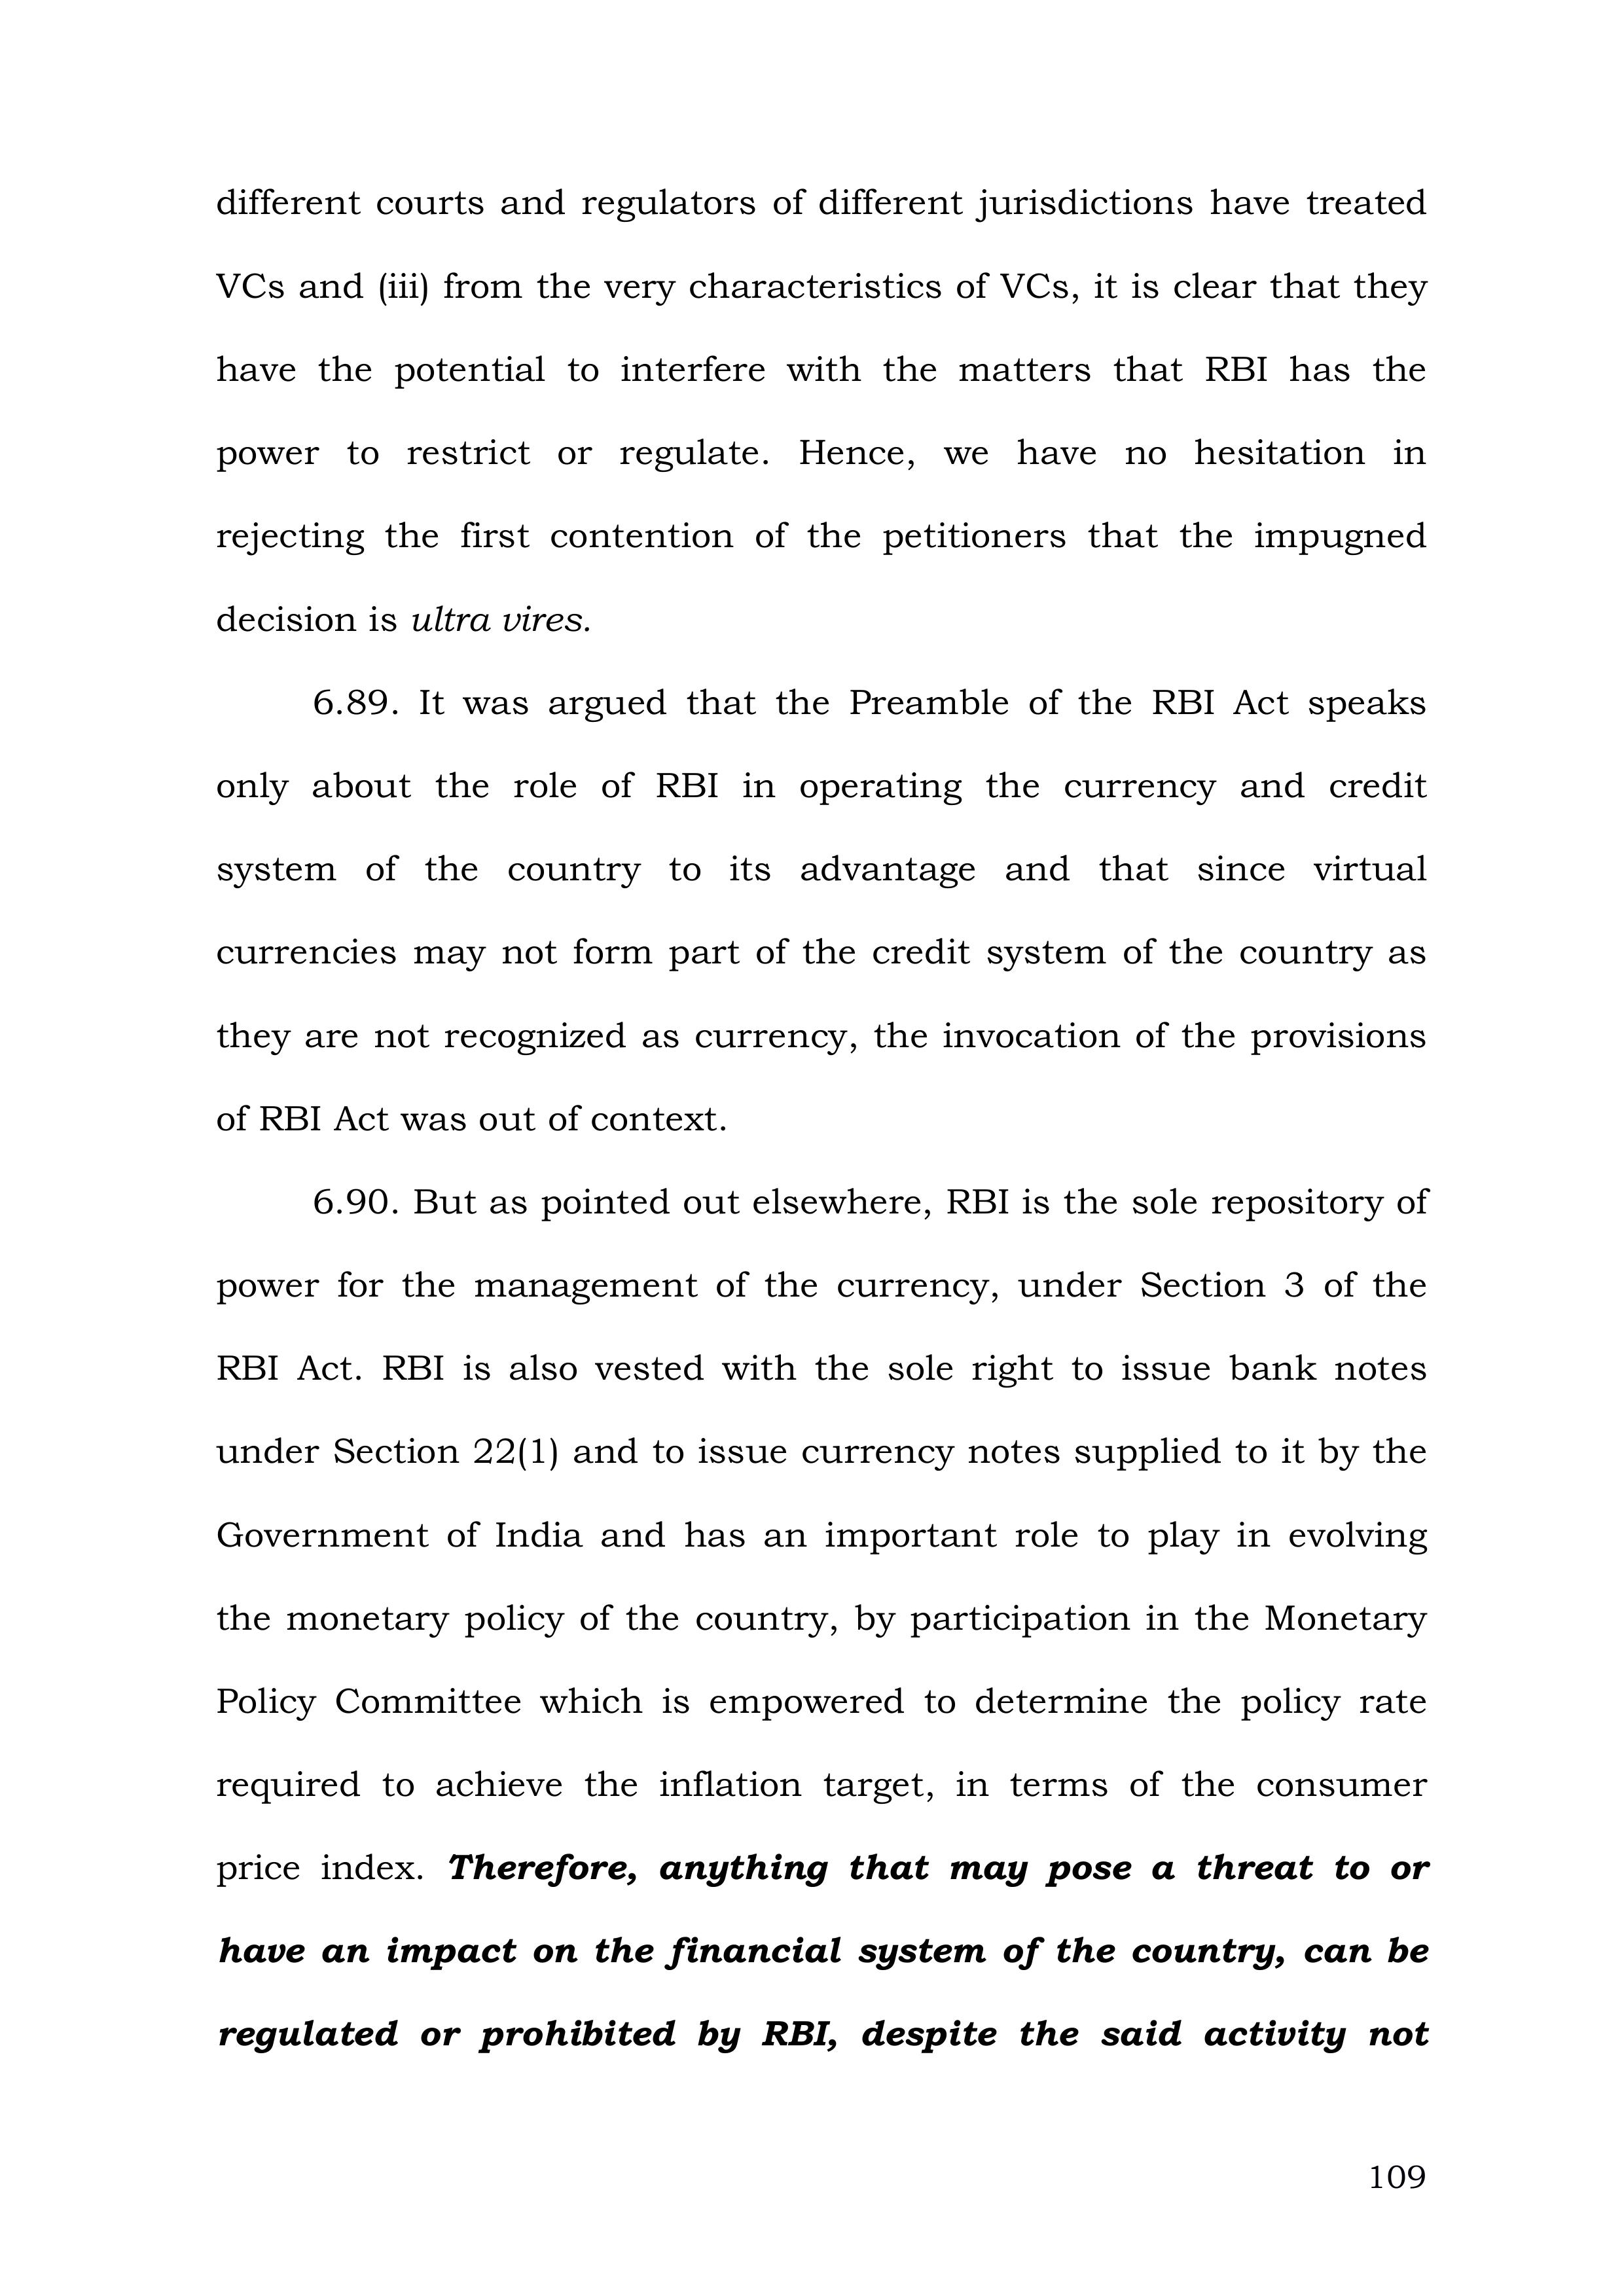 different courts and regulators of different jurisdictions have treated
VCs and (iii) from the very characteristics of VCs, it is clear that they
have the potential to interfere with the matters that RBI has the
power to restrict or regulate. Hence, we have no hesitation in
rejecting the first contention of the petitioners that the impugned
decision is ultra vires.
6.89. It was argued that the Preamble of the RBI Act speaks
only about the role of RBI in operating the currency and credit
system of the country to its advantage and that since virtual
currencies may not form part of the credit system of the country as
they are not recognized as currency, the invocation of the provisions
of RBI Act was out of context.
6.90. But as pointed out elsewhere, RBI is the sole repository of
power for the management of the currency, under Section 3 of the
RBI Act. RBI is also vested with the sole right to issue bank notes
under Section 22(1) and to issue currency notes supplied to it by the
Government of India and has an important role to play in evolving
the monetary policy of the country, by participation in the Monetary
Policy Committee which is empowered to determine the policy rate
required to achieve the inflation target, in terms of the consumer
price index. Therefore, anything that may pose a threat to or
have an impact on the financial system of the country, can be
regulated or prohibited by RBI, despite the said activity not
109